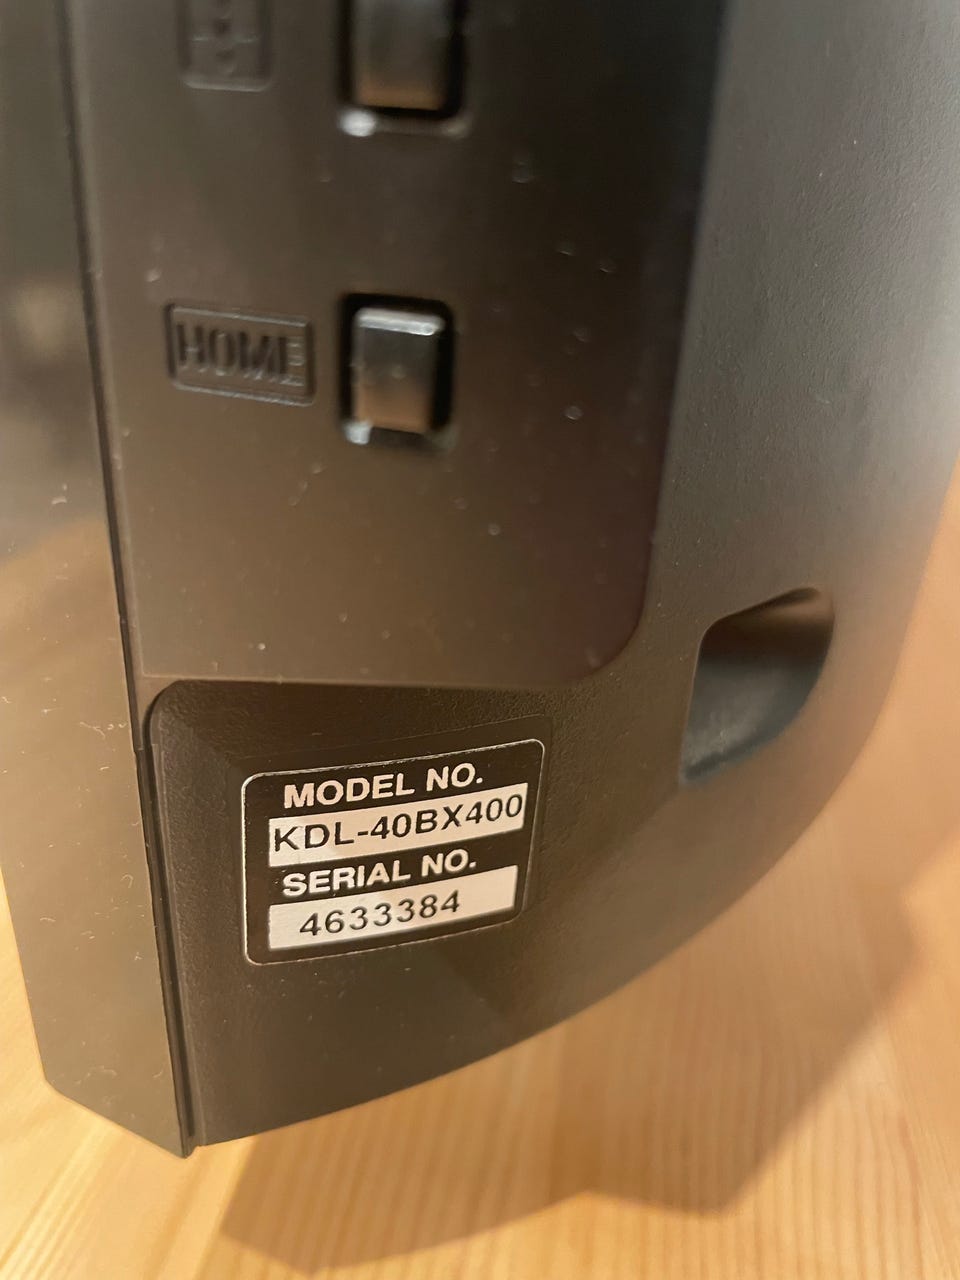 HOME
MODEL NO.
KDL-40BX400
SERIAL NO.
4633384